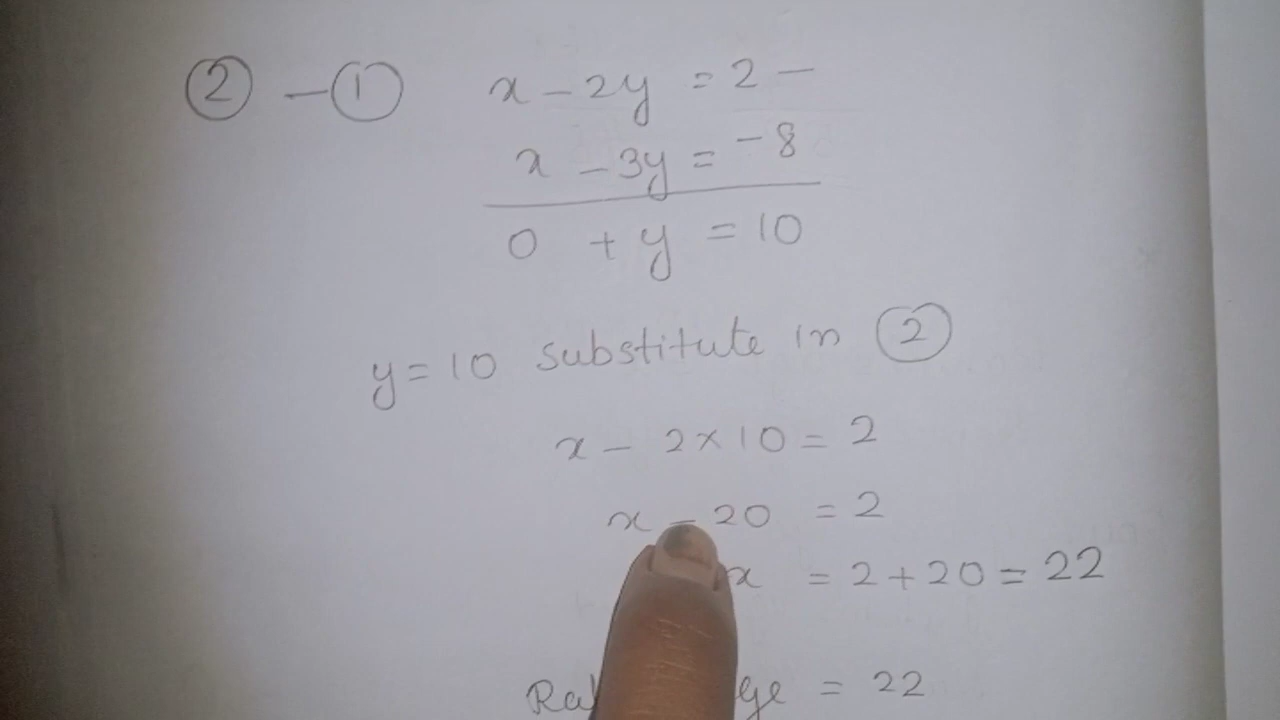 ② - ① x - 2y = 2 -
x - 3y = -8
0 + y = 10
y = 10 substitute in ②
x - 2 × 10 = 2
x - 20 = 2
x = 2 + 20 = 22
= 22